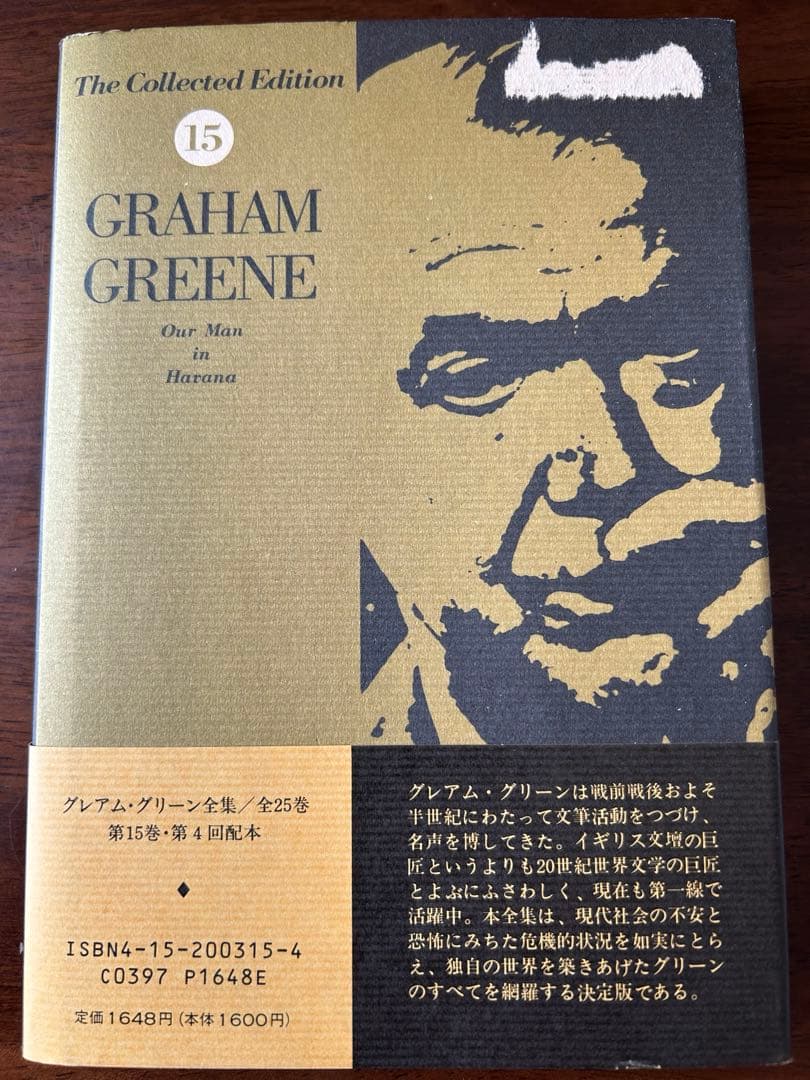 The Collected Edition
15
GRAHAM
GREENE
Our Man
in
Havana
グレアム・グリーン全集／全25巻
第15巻・第4回配本
◆
ISBN4-15-200315-4
C0397 P1648E
定価1648円(本体1600円)
グレアム・グリーンは戦前戦後およそ
半世紀にわたって文筆活動をつづけ、
名声を博してきた。イギリス文壇の巨
匠というよりも20世紀世界文学の巨匠
とよぶにふさわしく、現在も第一線で
活躍中。本全集は、現代社会の不安と
恐怖にみちた危機的状況を如実にとら
え、独自の世界を築きあげたグリーン
のすべてを網羅する決定版である。